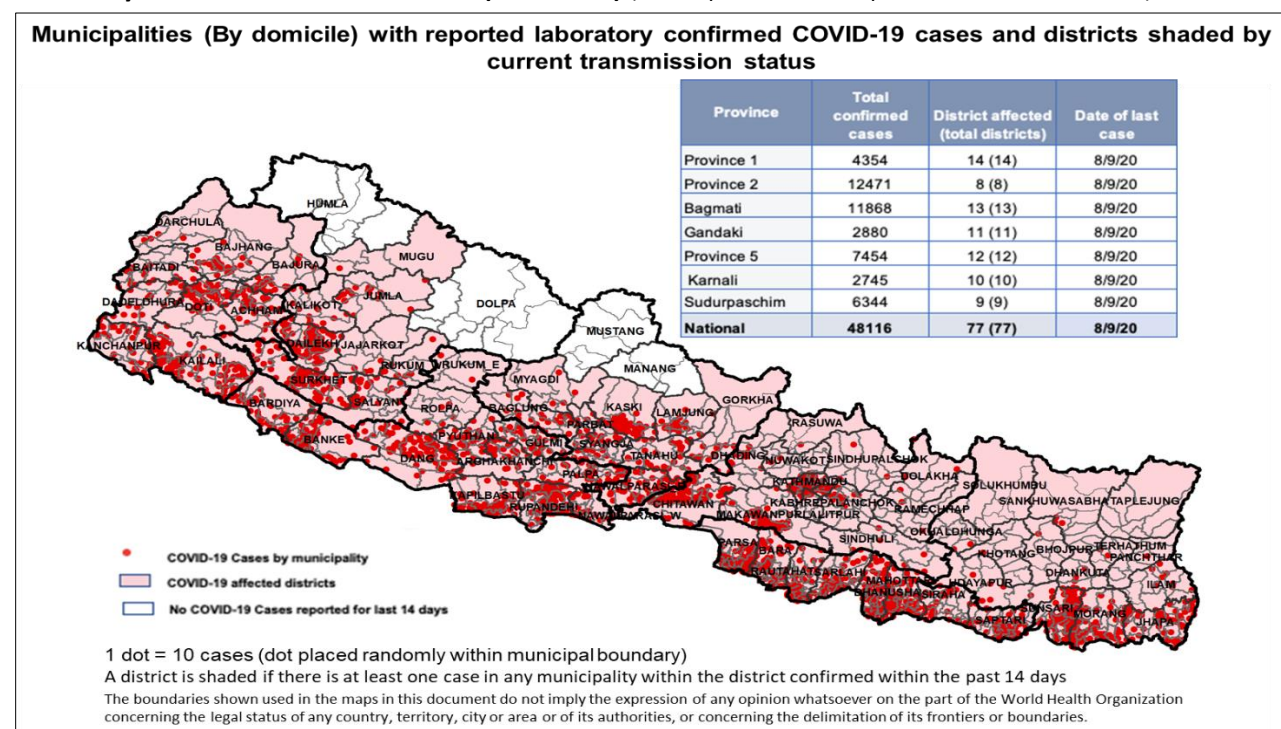 Municipalities (By domicile) with reported laboratory confirmed COVID-19 cases and districts shaded by
current transmission status
Province Total confirmed cases District affected (total districts) Date of last case
Province 1 4354 14 (14) 8/9/20
Province 2 12471 8 (8) 8/9/20
Bagmati 11868 13 (13) 8/9/20
Gandaki 2880 11 (11) 8/9/20
Province 5 7454 12 (12) 8/9/20
Karnali 2745 10 (10) 8/9/20
Sudurpaschim 6344 9 (9) 8/9/20
National 48116 77 (77) 8/9/20
HUMLA
DARCHULA
BAJHANG
BAITADI
BAJURA
MUGU
DADELDHURA
DOTI
ACHHAM
KALIKOT
JUMLA
DOLPA
MUSTANG
MANANG
KANCHANPUR
KAILALI
DAILEKH
JAJARKOT
SURKHET
RUKUM_W
RUKUM_E
MYAGDI
GORKHA
BARDIYA
SALYAN
ROLPA
BAGLUNG
PARBAT
KASKI
LAMJUNG
RASUWA
BANKE
DANG
PYUTHAN
GULMI
SYANGJA
TANAHU
DHADING
NUWAKOT
SINDHUPALCHOK
DOLAKHA
ARGHAKHANCHI
PALPA
KATHMANDU
SOLUKHUMBU
SANKHUWASABHA
TAPLEJUNG
KAPILBASTU
RUPANDEHI
CHITAWAN
KABHREPALANCHOK
RAMECHHAP
MAKAWANPUR
LALITPUR
OKHALDHUNGA
SINDHULI
KHOTANG
BHOJPUR
TERHATHUM
PANCHTHAR
PARSA
BARA
RAUTAHAT
SARLAHI
MAHOTTARI
DHANUSHA
SIRAHA
UDAYAPUR
DHANKUTA
ILAM
SAPTARI
SUNSARI
MORANG
JHAPA
COVID-19 Cases by municipality
COVID-19 affected districts
No COVID-19 Cases reported for last 14 days
1 dot = 10 cases (dot placed randomly within municipal boundary)
A district is shaded if there is at least one case in any municipality within the district confirmed within the past 14 days
The boundaries shown used in the maps in this document do not imply the expression of any opinion whatsoever on the part of the World Health Organization
concerning the legal status of any country, territory, city or area or of its authorities, or concerning the delimitation of its frontiers or boundaries.